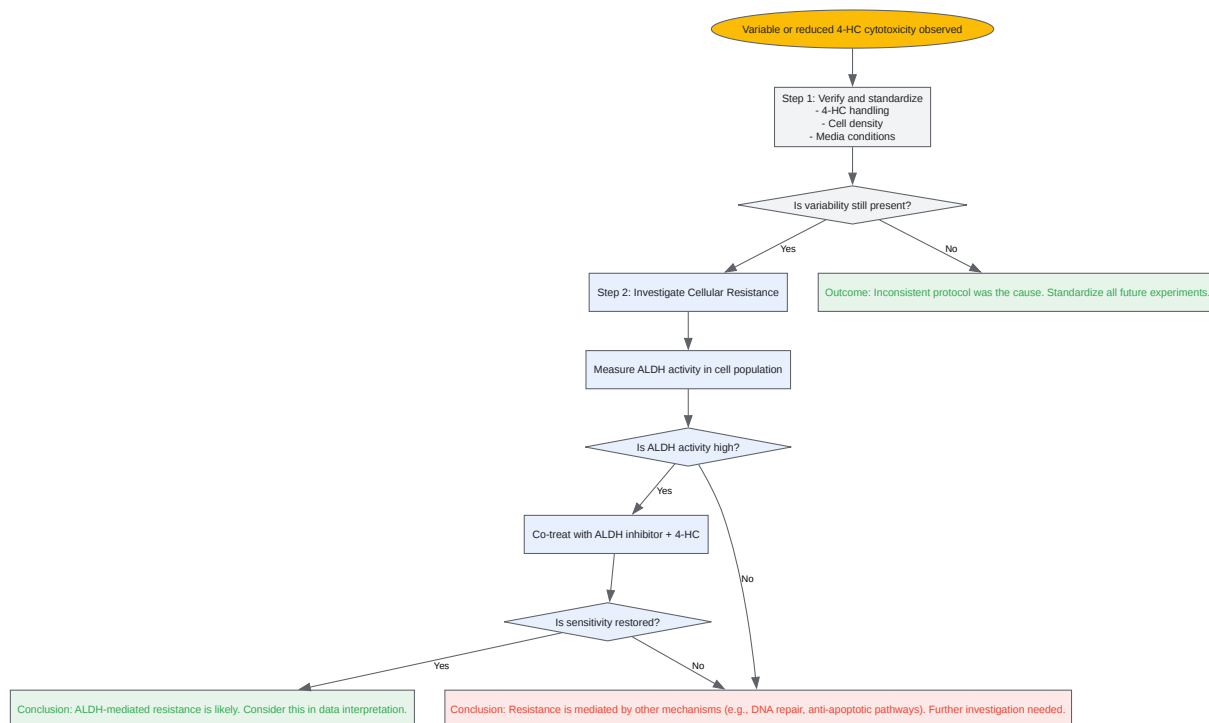 Variable or reduced 4-HC cytotoxicity observed
Step 1: Verify and standardize
- 4-HC handling
- Cell density
- Media conditions
Is variability still present?
Yes
No
Step 2: Investigate Cellular Resistance
Outcome: Inconsistent protocol was the cause. Standardize all future experiments.
Measure ALDH activity in cell population
Is ALDH activity high?
Yes
Co-treat with ALDH inhibitor + 4-HC
No
Is sensitivity restored?
Yes
No
Conclusion: ALDH-mediated resistance is likely. Consider this in data interpretation.
Conclusion: Resistance is mediated by other mechanisms (e.g., DNA repair, anti-apoptotic pathways). Further investigation needed.